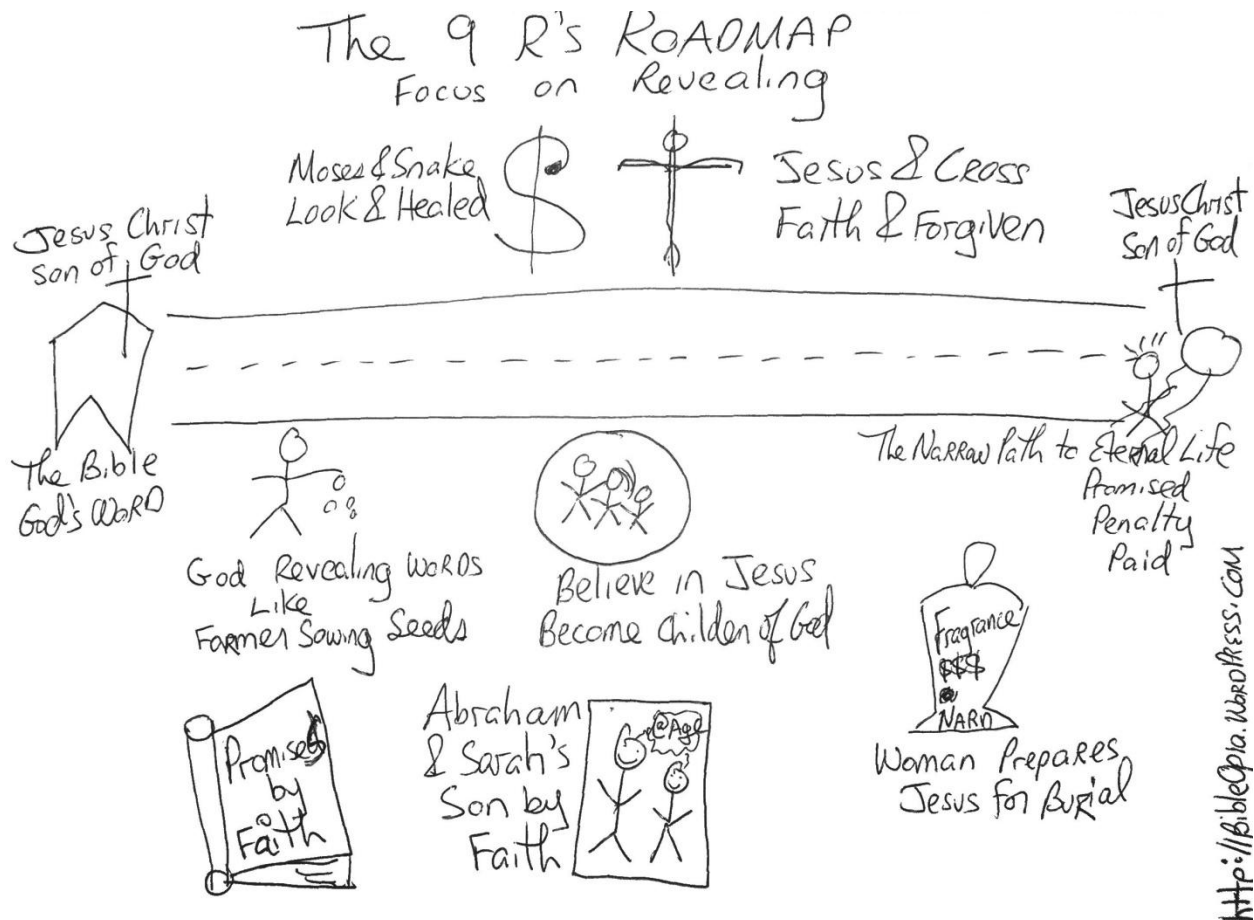 The 9 R's ROADMAP
Focus on Revealing
Moses & Snake
Look & Healed
Jesus & CROSS
Faith & Forgiven
Jesus Christ
Son of God
Jesus Christ
Son of God
The Bible
God's WORD
The NARROW Path to Eternal Life
Promised
Penalty
Paid
God Revealing WORDS
Like
Farmer Sowing Seeds
Believe in Jesus
Become Children of God
Fragrance
$$$
NARD
Woman Prepares
Jesus for Burial
Promises
by
Faith
Abraham
& Sarah's
Son by
Faith
@Age
http://BibleOpia.WordPress.com